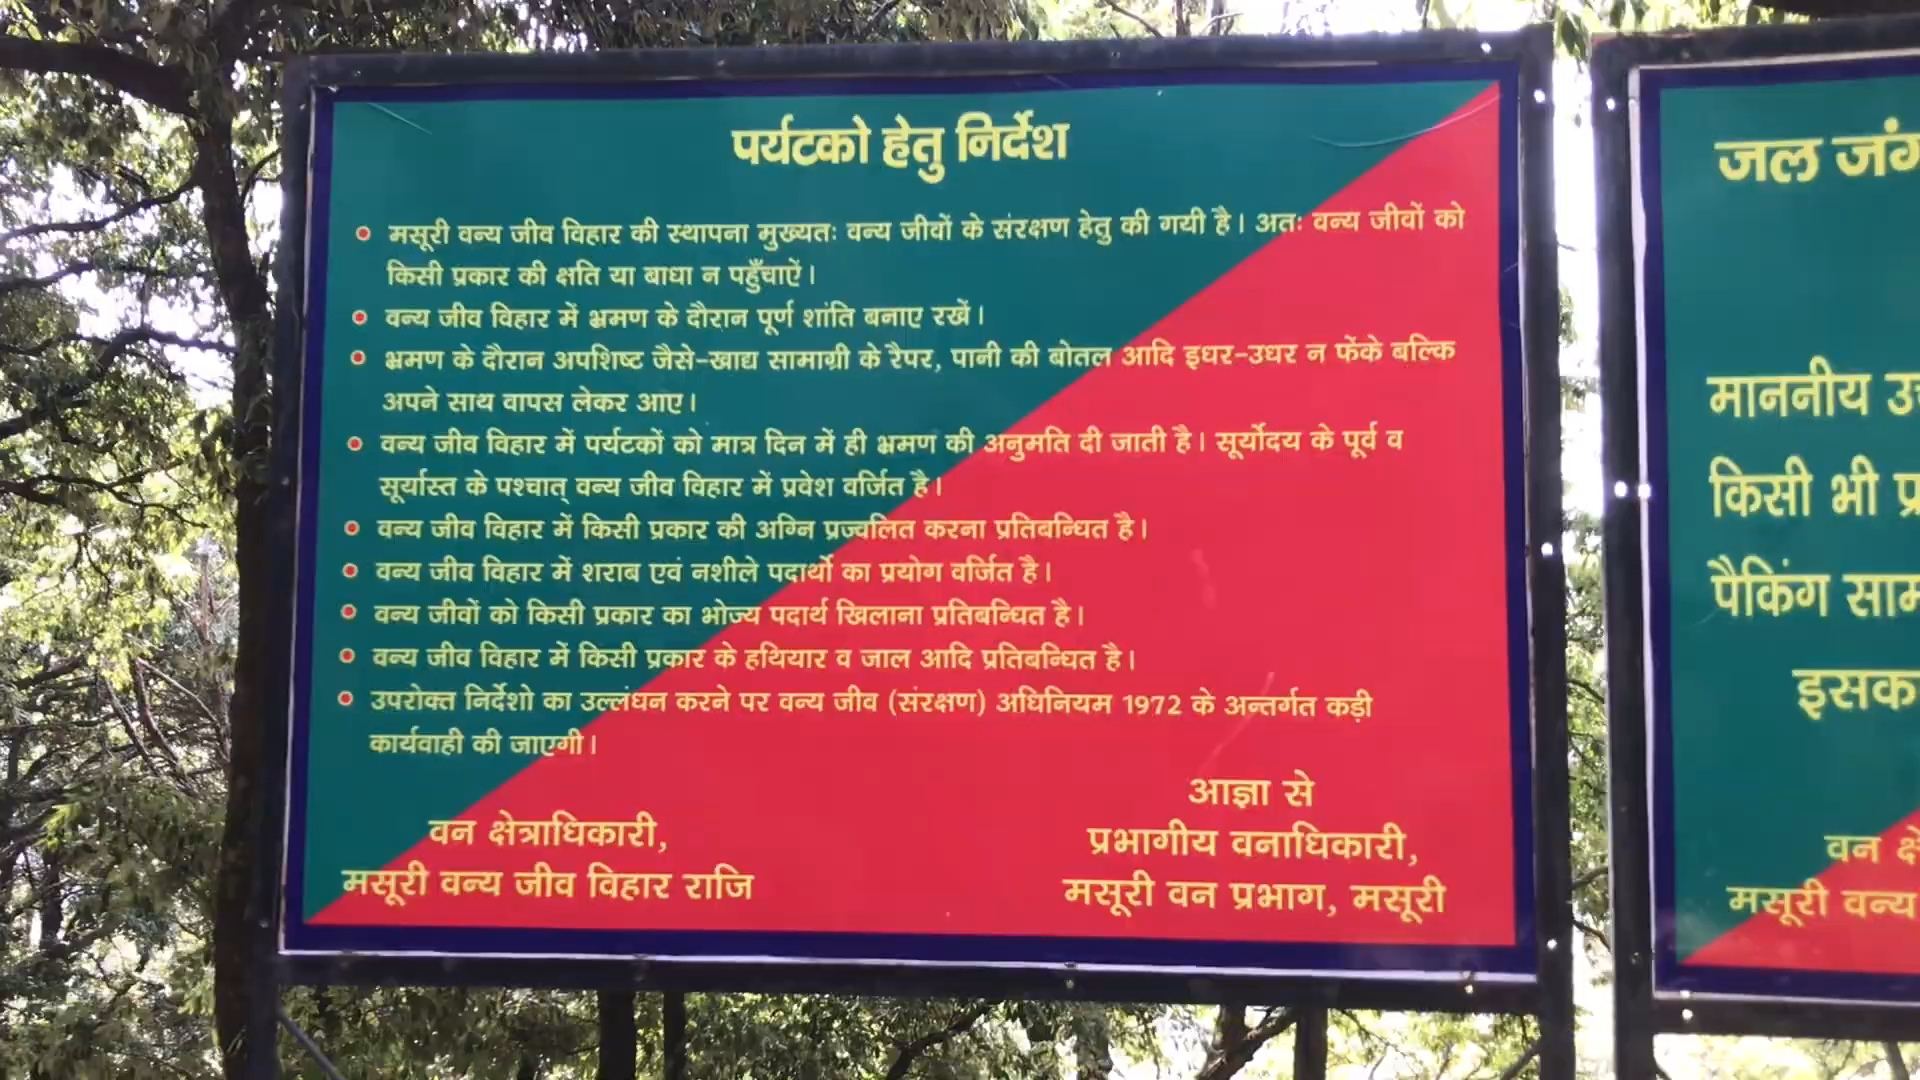 पर्यटको हेतु निर्देश
• मसूरी वन्य जीव विहार की स्थापना मुख्यतः वन्य जीवों के संरक्षण हेतु की गयी है। अतः वन्य जीवों को
किसी प्रकार की क्षति या बाधा न पहुँचाऐं।
• वन्य जीव विहार में भ्रमण के दौरान पूर्ण शांति बनाए रखें।
• भ्रमण के दौरान अपशिष्ट जैसे-खाद्य सामाग्री के रैपर, पानी की बोतल आदि इधर-उधर न फेंके बल्कि
अपने साथ वापस लेकर आए।
• वन्य जीव विहार में पर्यटकों को मात्र दिन में ही भ्रमण की अनुमति दी जाती है। सूर्योदय के पूर्व व
सूर्यास्त के पश्चात् वन्य जीव विहार में प्रवेश वर्जित है।
• वन्य जीव विहार में किसी प्रकार की अग्नि प्रज्वलित करना प्रतिबन्धित है।
• वन्य जीव विहार में शराब एवं नशीले पदार्थो का प्रयोग वर्जित है।
• वन्य जीवों को किसी प्रकार का भोज्य पदार्थ खिलाना प्रतिबन्धित है।
• वन्य जीव विहार में किसी प्रकार के हथियार व जाल आदि प्रतिबन्धित है।
• उपरोक्त निर्देशो का उल्लंघन करने पर वन्य जीव (संरक्षण) अधिनियम 1972 के अन्तर्गत कड़ी
कार्यवाही की जाएगी।
वन क्षेत्राधिकारी,
मसूरी वन्य जीव विहार राजि
आज्ञा से
प्रभागीय वनाधिकारी,
मसूरी वन प्रभाग, मसूरी
जल
माननीय
किसी भी
पैकिंग
वन
मसूरी वन्य